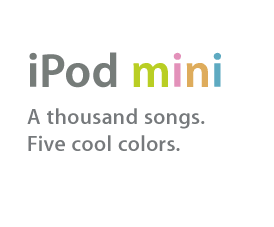 iPod mini
A thousand songs.
Five cool colors.